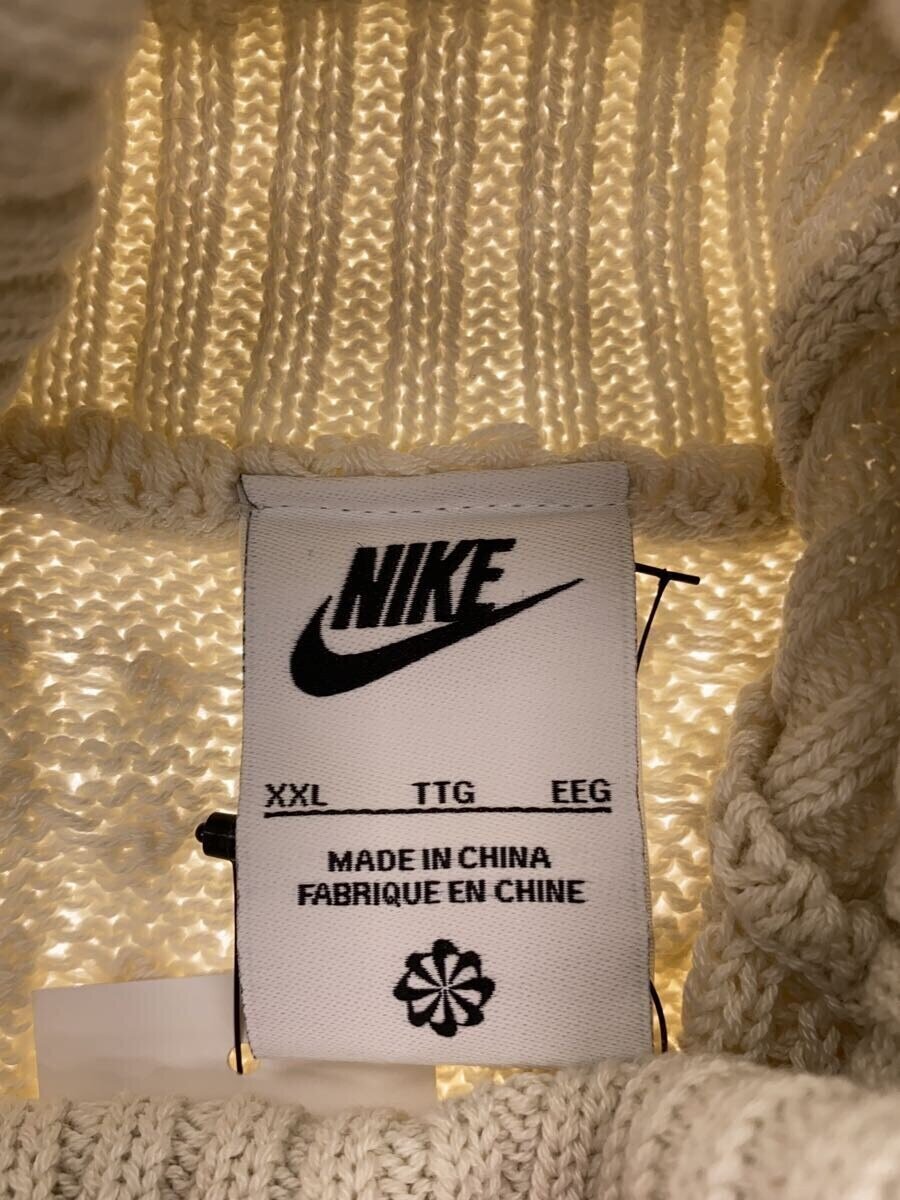 NIKE
XXL TTG EEG
MADE IN CHINA
FABRIQUE EN CHINE